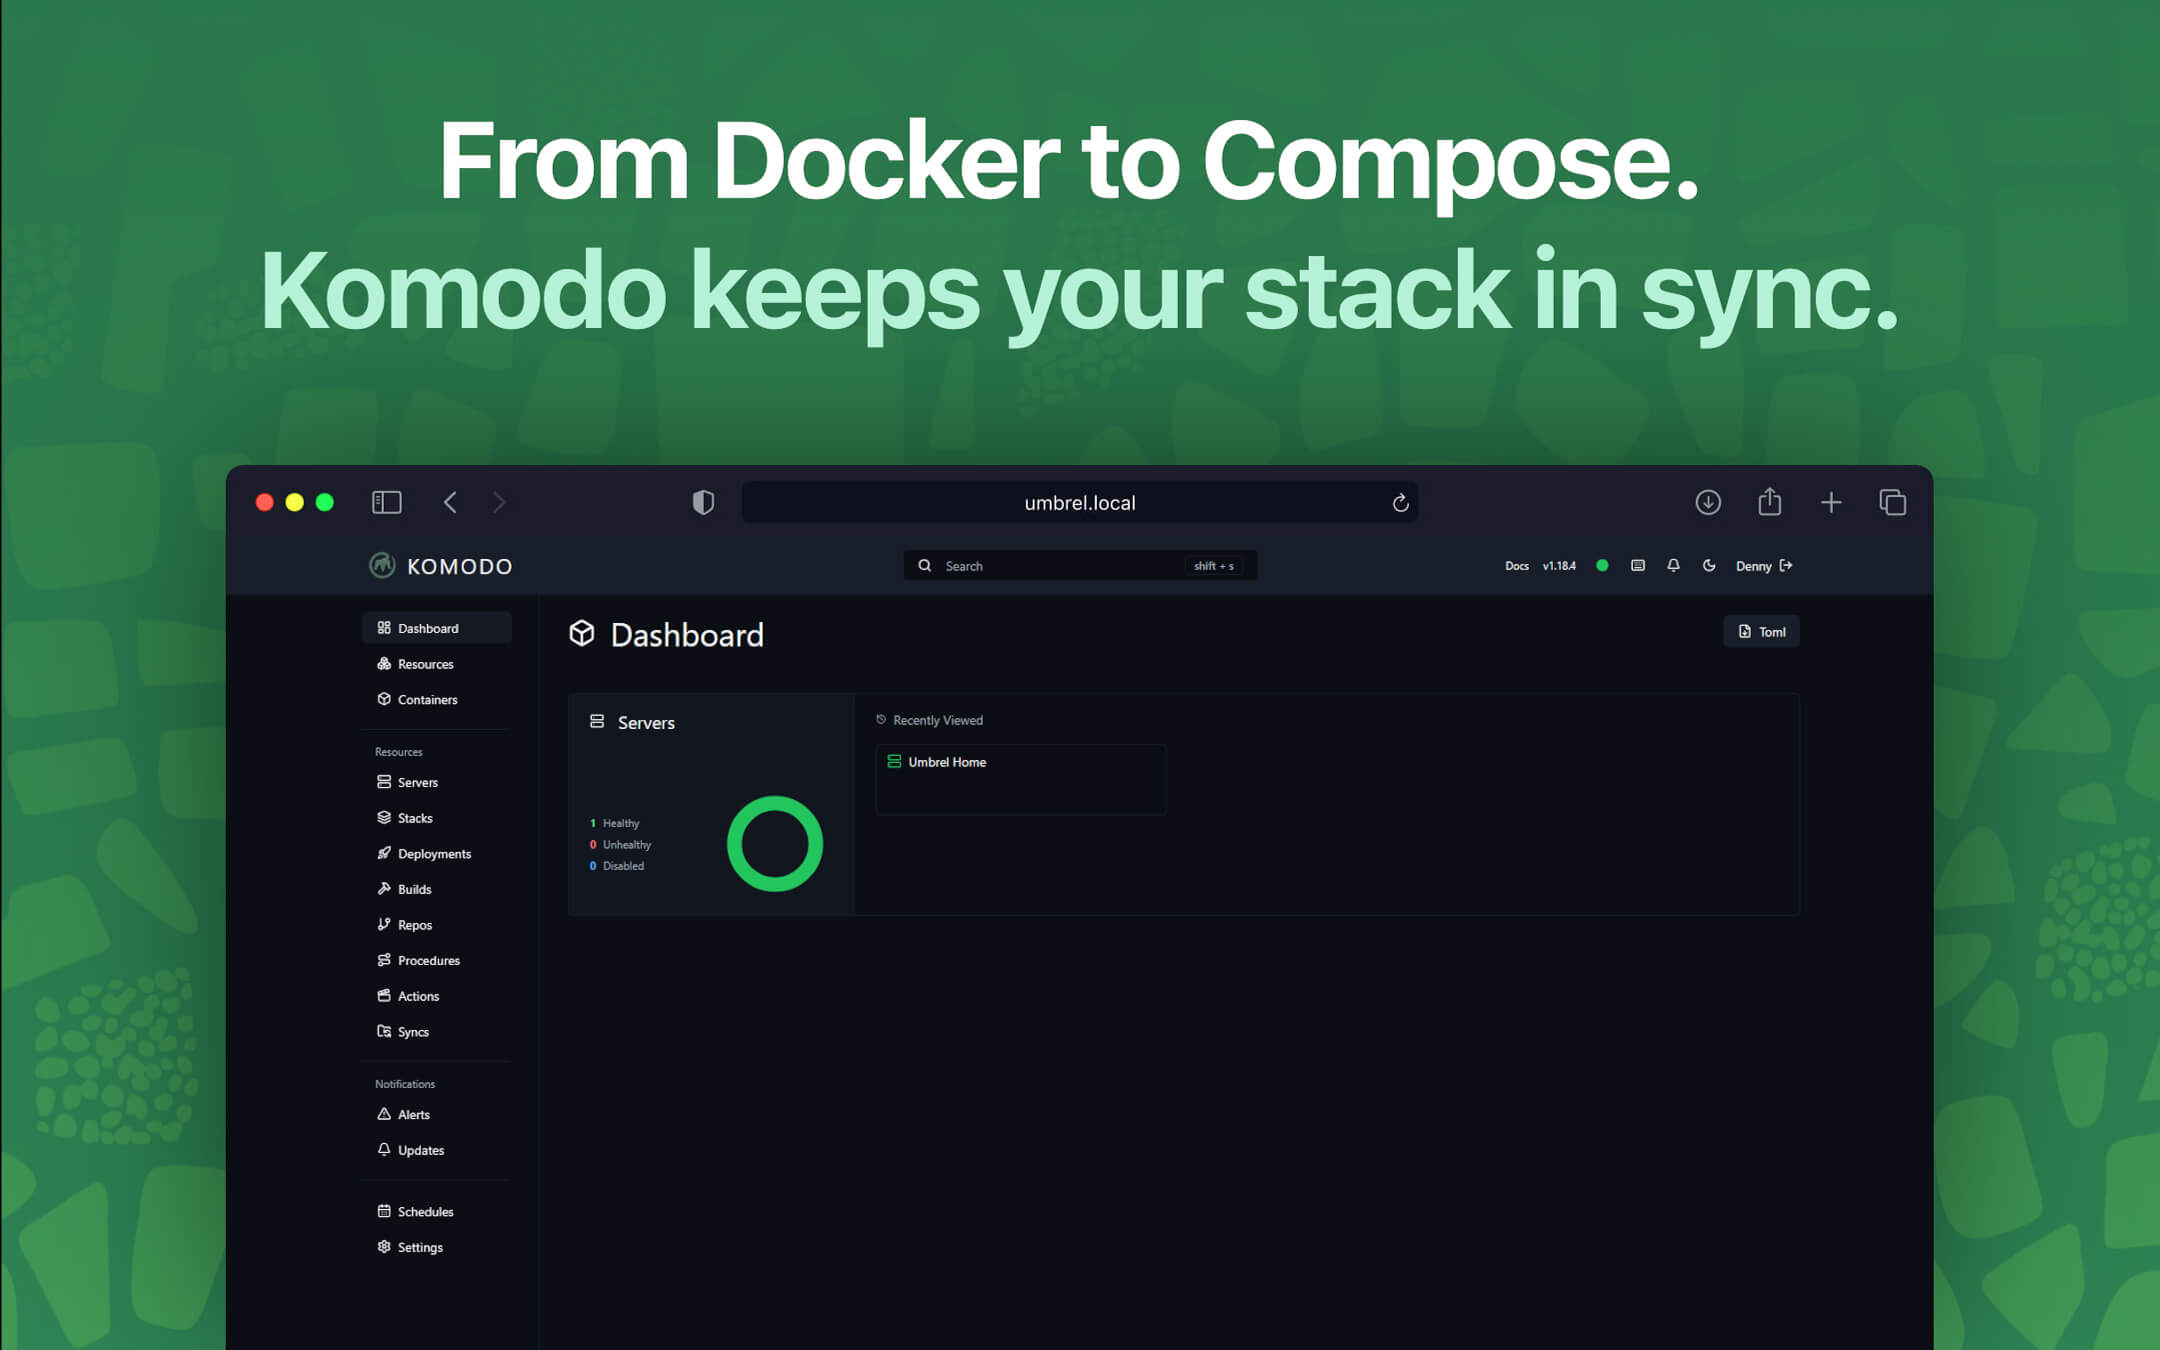 From Docker to Compose.
Komodo keeps your stack in sync.
umbrel.local
KOMODO
Search
shift + s
Docs
v1.18.4
Denny
Dashboard
Resources
Containers
Resources
Servers
Stacks
Deployments
Builds
Repos
Procedures
Actions
Syncs
Notifications
Alerts
Updates
Schedules
Settings
Dashboard
Toml
Servers
1 Healthy
0 Unhealthy
0 Disabled
Recently Viewed
Umbrel Home